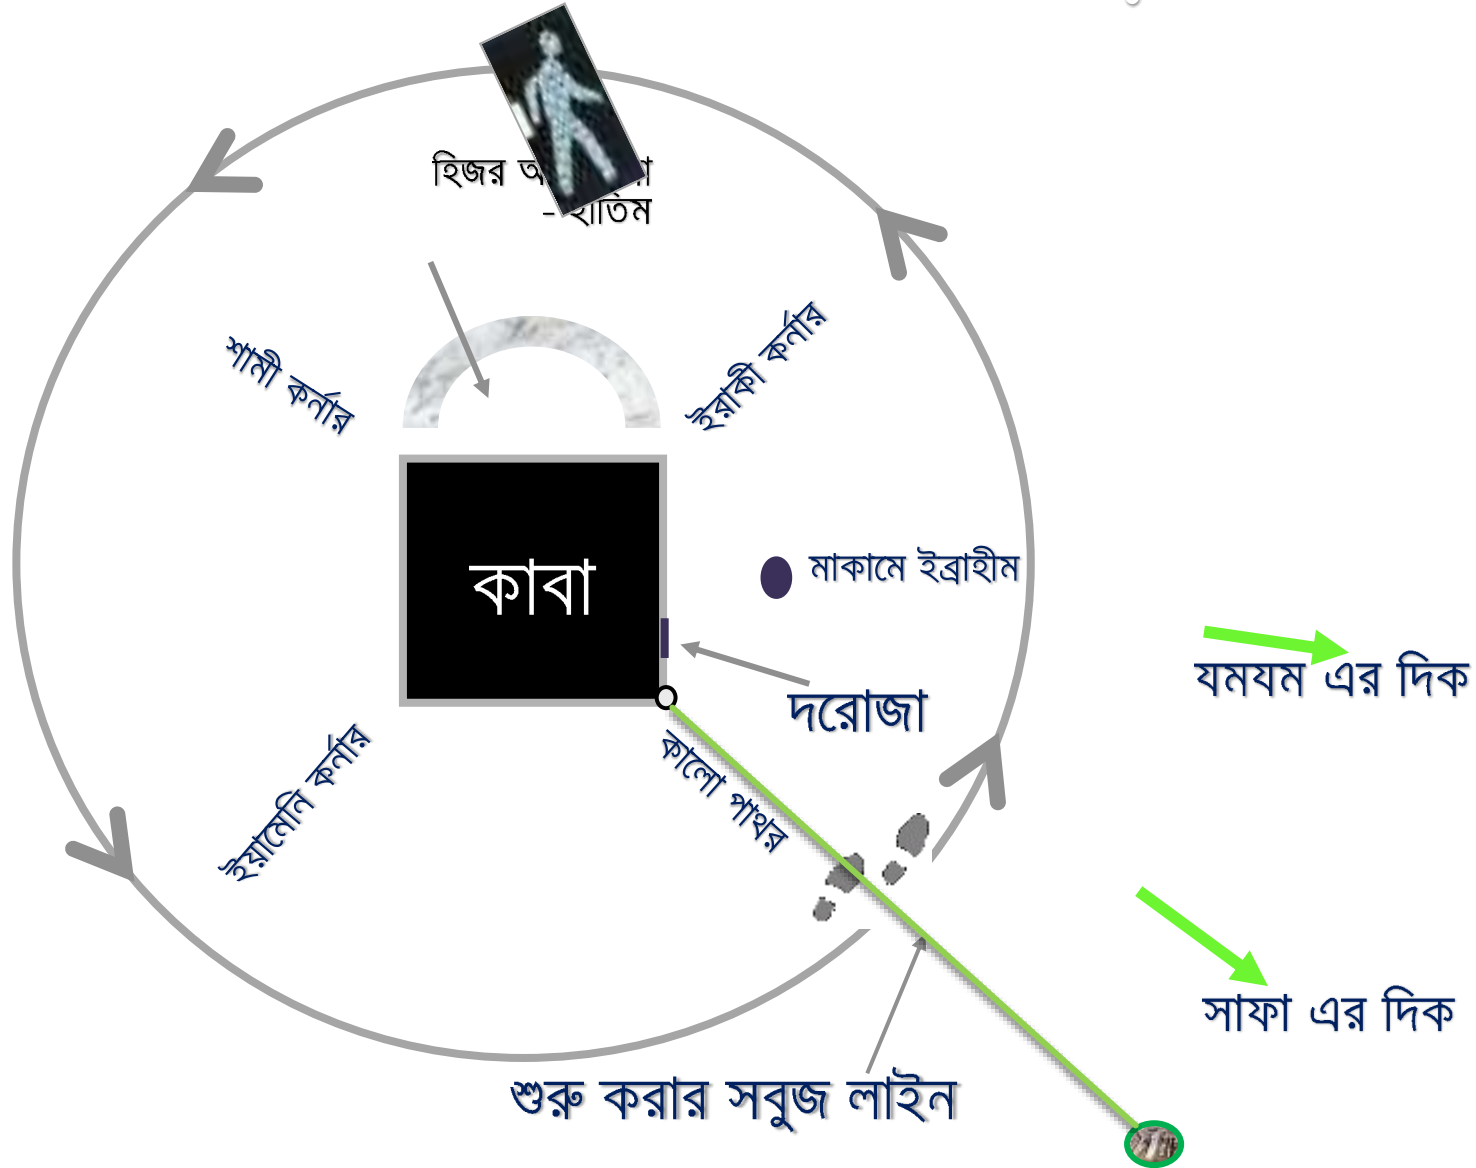 হিজর
- হাতিম
শামী কর্নার
ইরাকী কর্নার
কাবা
মাকামে ইব্রাহীম
দরোজা
যমযম এর দিক
ইয়ামেনি কর্নার
কালো পাথর
সাফা এর দিক
শুরু করার সবুজ লাইন